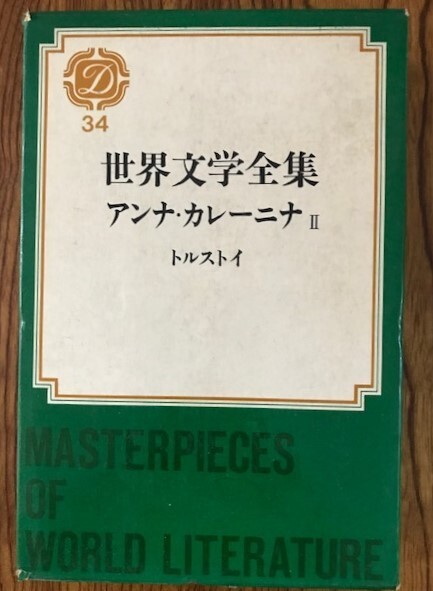 D
34
世界文学全集
アンナ・カレーニナ II
トルストイ
MASTERPIECES
OF
WORLD LITERATURE